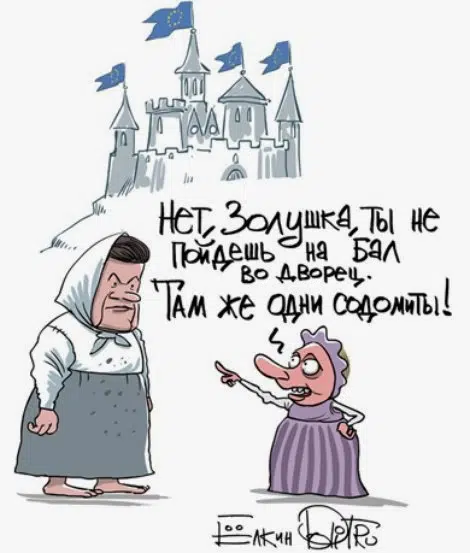 Нет, Золушка, ты не
пойдешь на бал
во дворец.
Там же одни содомиты!
Ёлкин